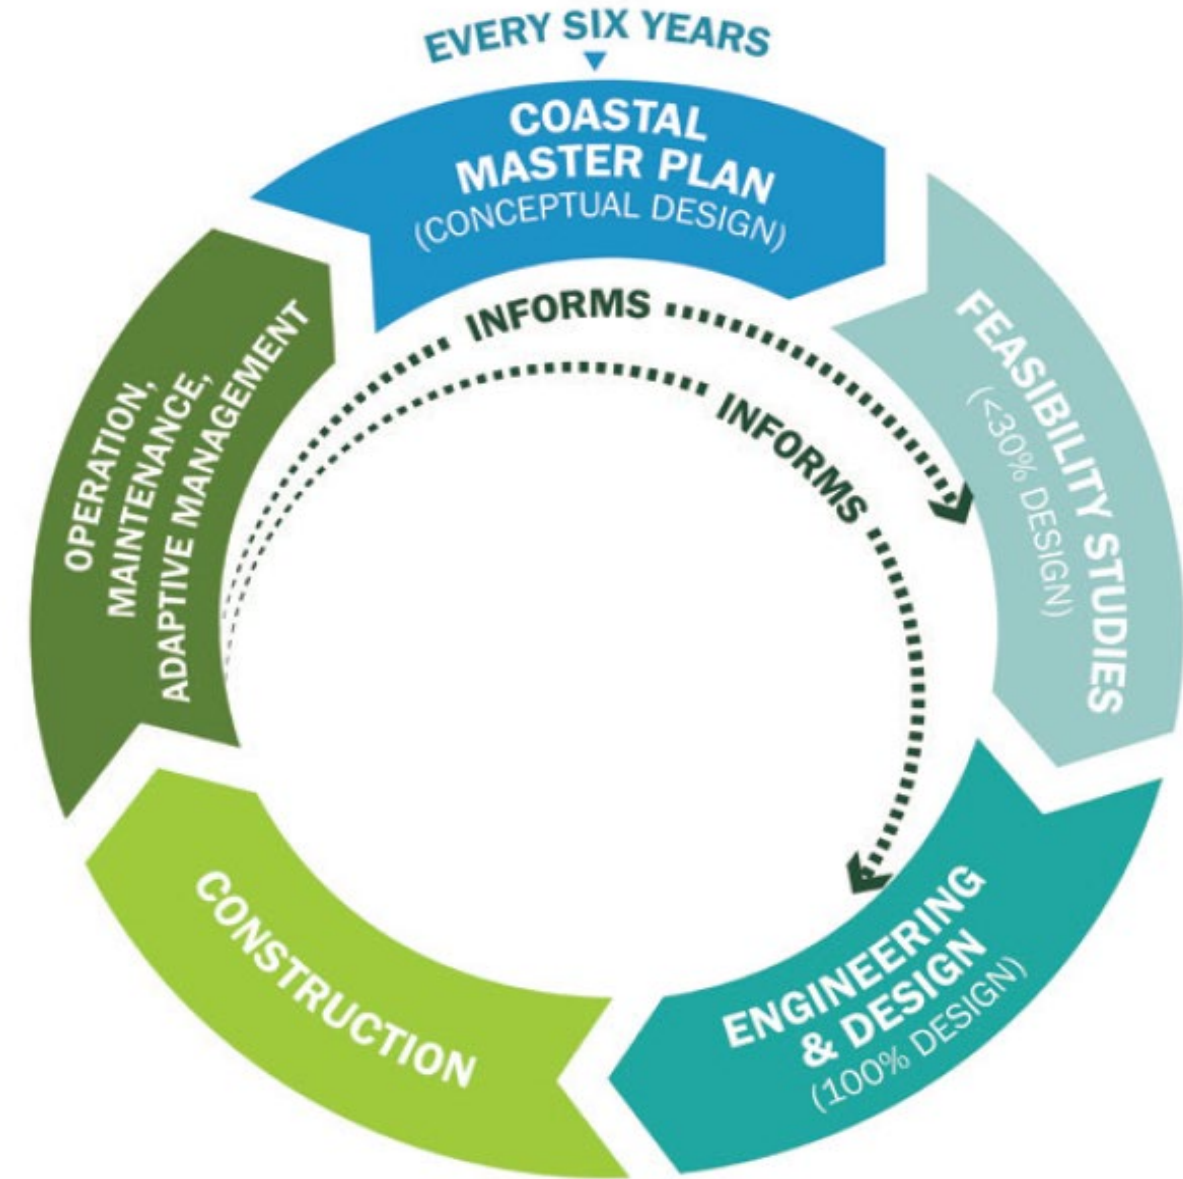 EVERY SIX YEARS
COASTAL
MASTER PLAN
(CONCEPTUAL DESIGN)
FEASIBILITY STUDIES
(<30% DESIGN)
ENGINEERING
& DESIGN
(100% DESIGN)
CONSTRUCTION
OPERATION,
MAINTENANCE,
ADAPTIVE MANAGEMENT
INFORMS
INFORMS